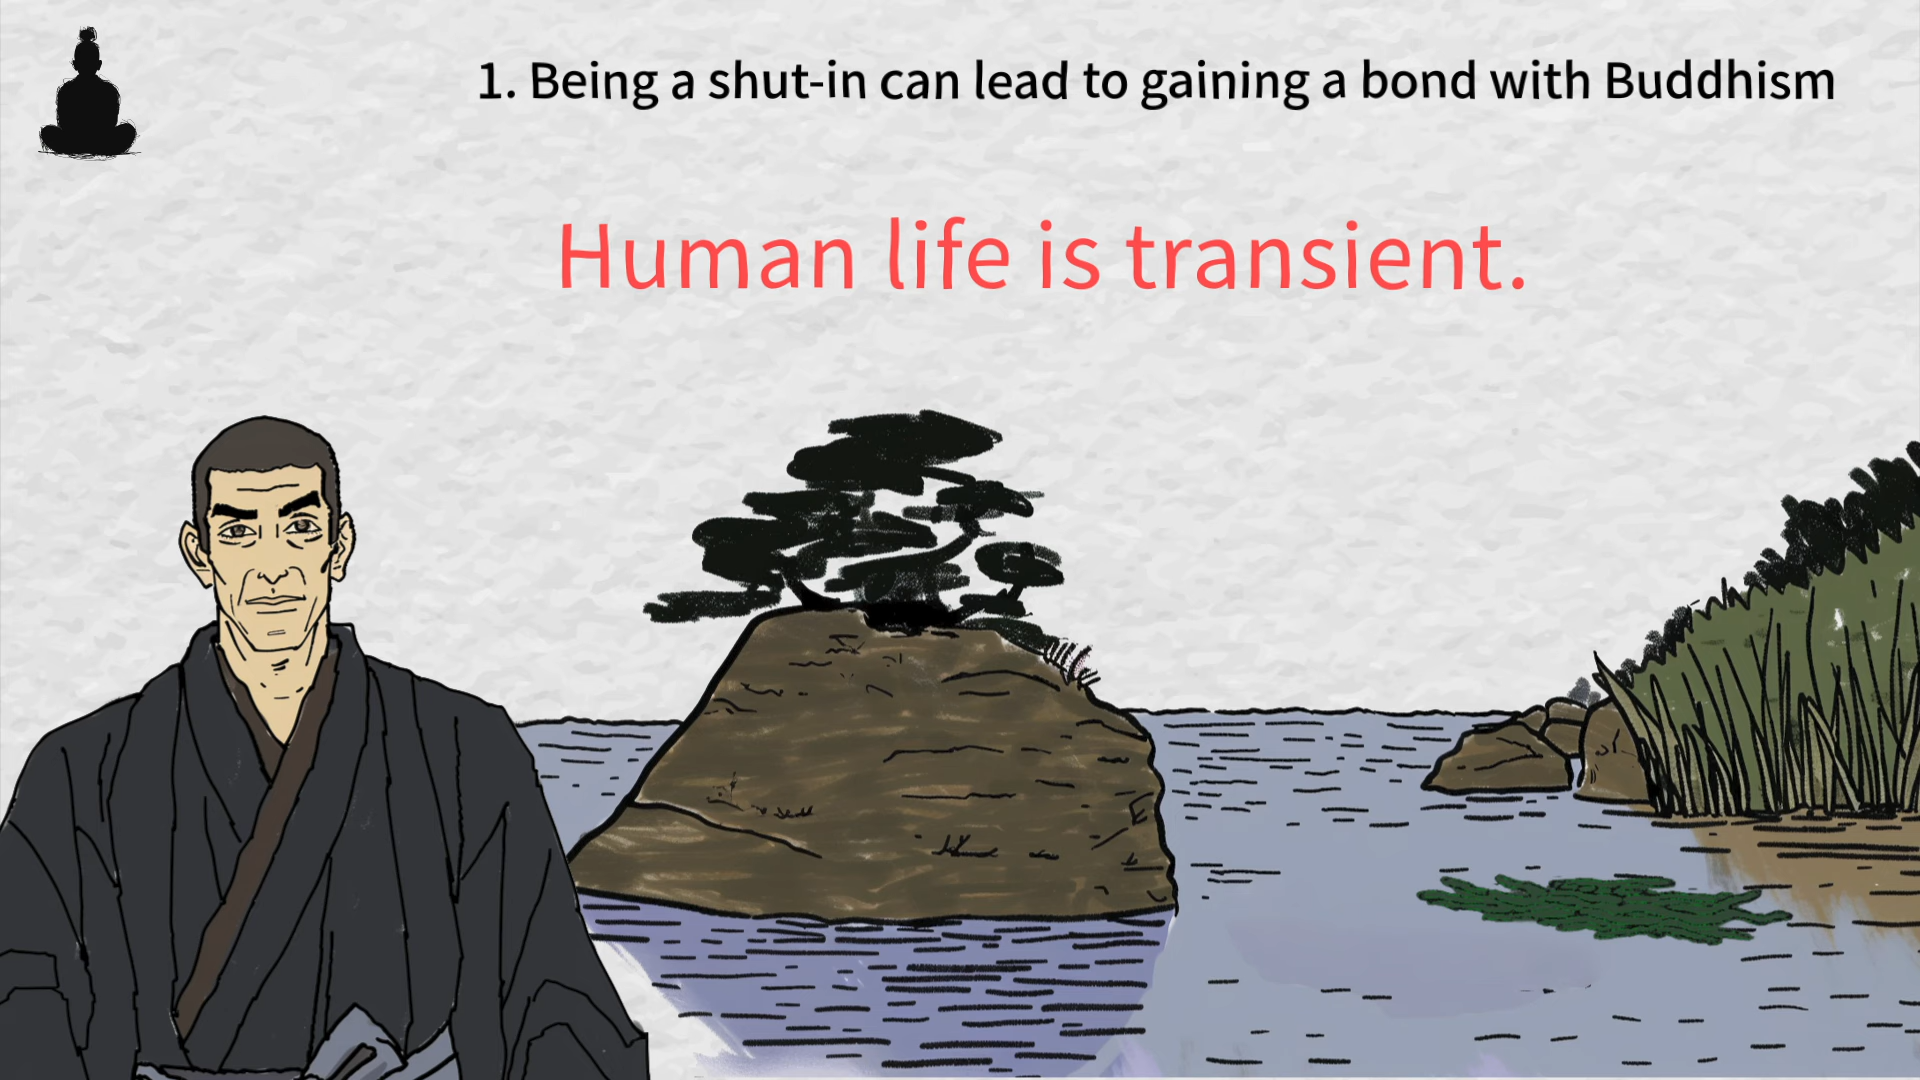 1. Being a shut-in can lead to gaining a bond with Buddhism
Human life is transient.